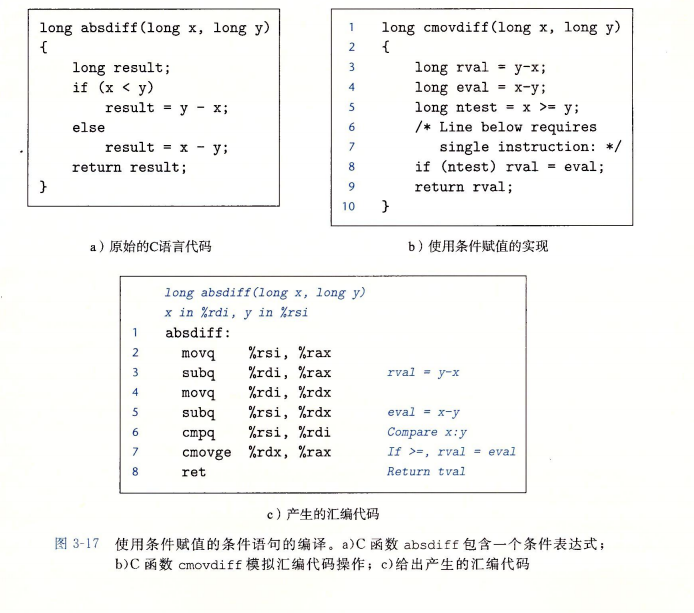 long absdiff(long x, long y)
{
    long result;
    if (x < y)
        result = y - x;
    else
        result = x - y;
    return result;
}
a）原始的C语言代码
1 long cmovdiff(long x, long y)
2 {
3     long rval = y-x;
4     long eval = x-y;
5     long ntest = x >= y;
6     /* Line below requires
7        single instruction: */
8     if (ntest) rval = eval;
9     return rval;
10 }
b）使用条件赋值的实现
long absdiff(long x, long y)
x in %rdi, y in %rsi
1 absdiff:
2   movq    %rsi, %rax
3   subq    %rdi, %rax    rval = y-x
4   movq    %rdi, %rdx
5   subq    %rsi, %rdx    eval = x-y
6   cmpq    %rsi, %rdi    Compare x:y
7   cmovge  %rdx, %rax    If >=, rval = eval
8   ret    Return tval
c）产生的汇编代码
图 3-17 使用条件赋值的条件语句的编译。a)C 函数 absdiff 包含一个条件表达式；
b)C 函数 cmovdiff 模拟汇编代码操作；c)给出产生的汇编代码